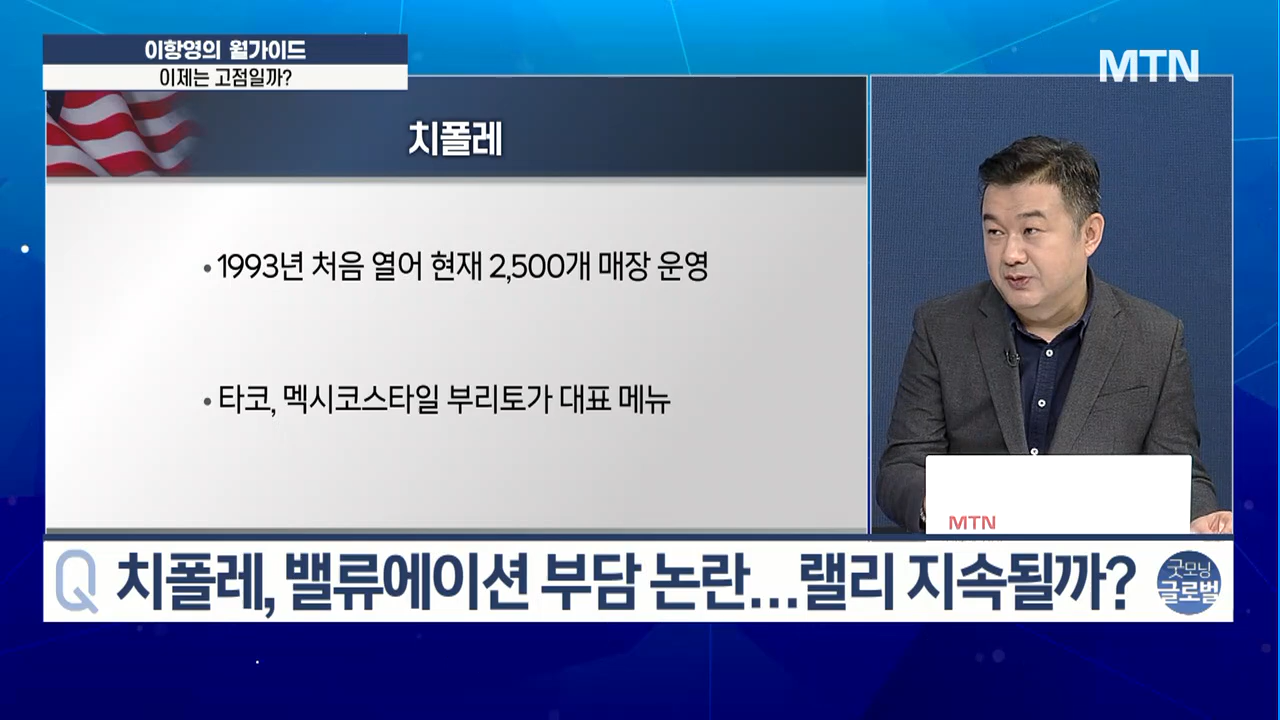 이항영의 월가이드
이제는 고점일까?
MTN
치폴레
•1993년 처음 열어 현재 2,500개 매장 운영
•타코, 멕시코스타일 부리토가 대표 메뉴
MTN
Q 치폴레, 밸류에이션 부담 논란...랠리 지속될까?
굿모닝
글로벌